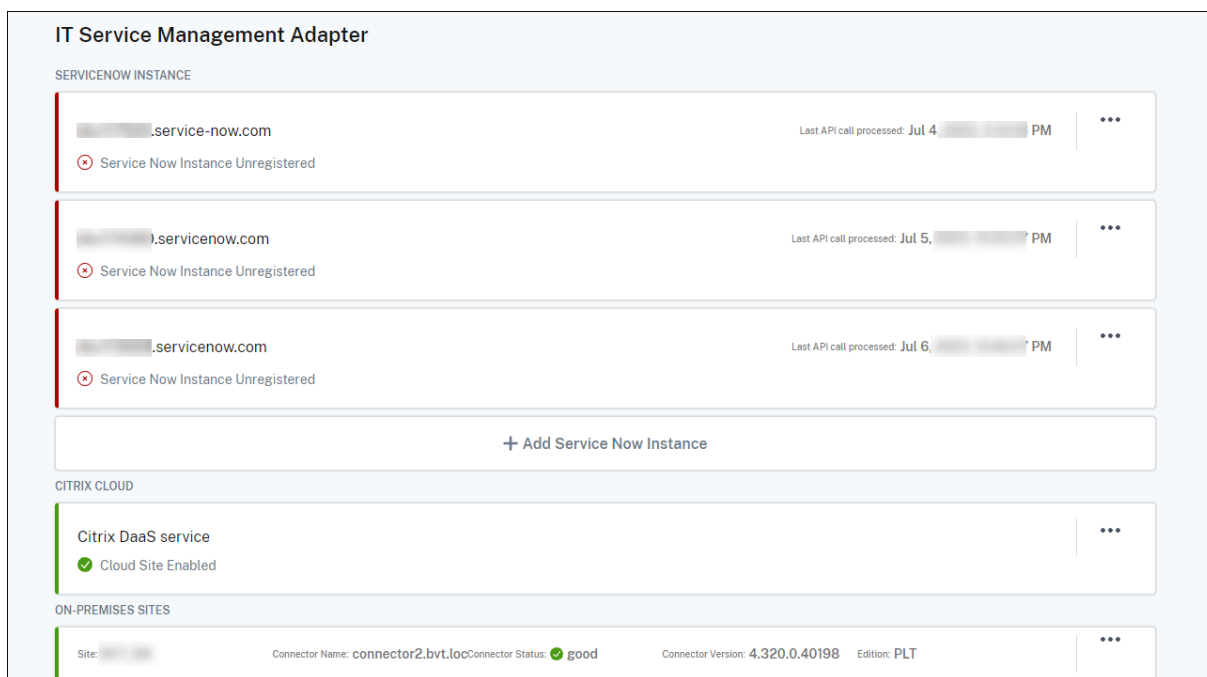 IT Service Management Adapter
SERVICENOW INSTANCE
.service-now.com Last API call processed: Jul 4, PM
Service Now Instance Unregistered
.servicenow.com Last API call processed: Jul 5, PM
Service Now Instance Unregistered
.servicenow.com Last API call processed: Jul 6, PM
Service Now Instance Unregistered
+ Add Service Now Instance
CITRIX CLOUD
Citrix DaaS service
Cloud Site Enabled
ON-PREMISES SITES
Site: Connector Name: connector2.bvt.loc Connector Status: good Connector Version: 4.320.0.40198 Edition: PLT